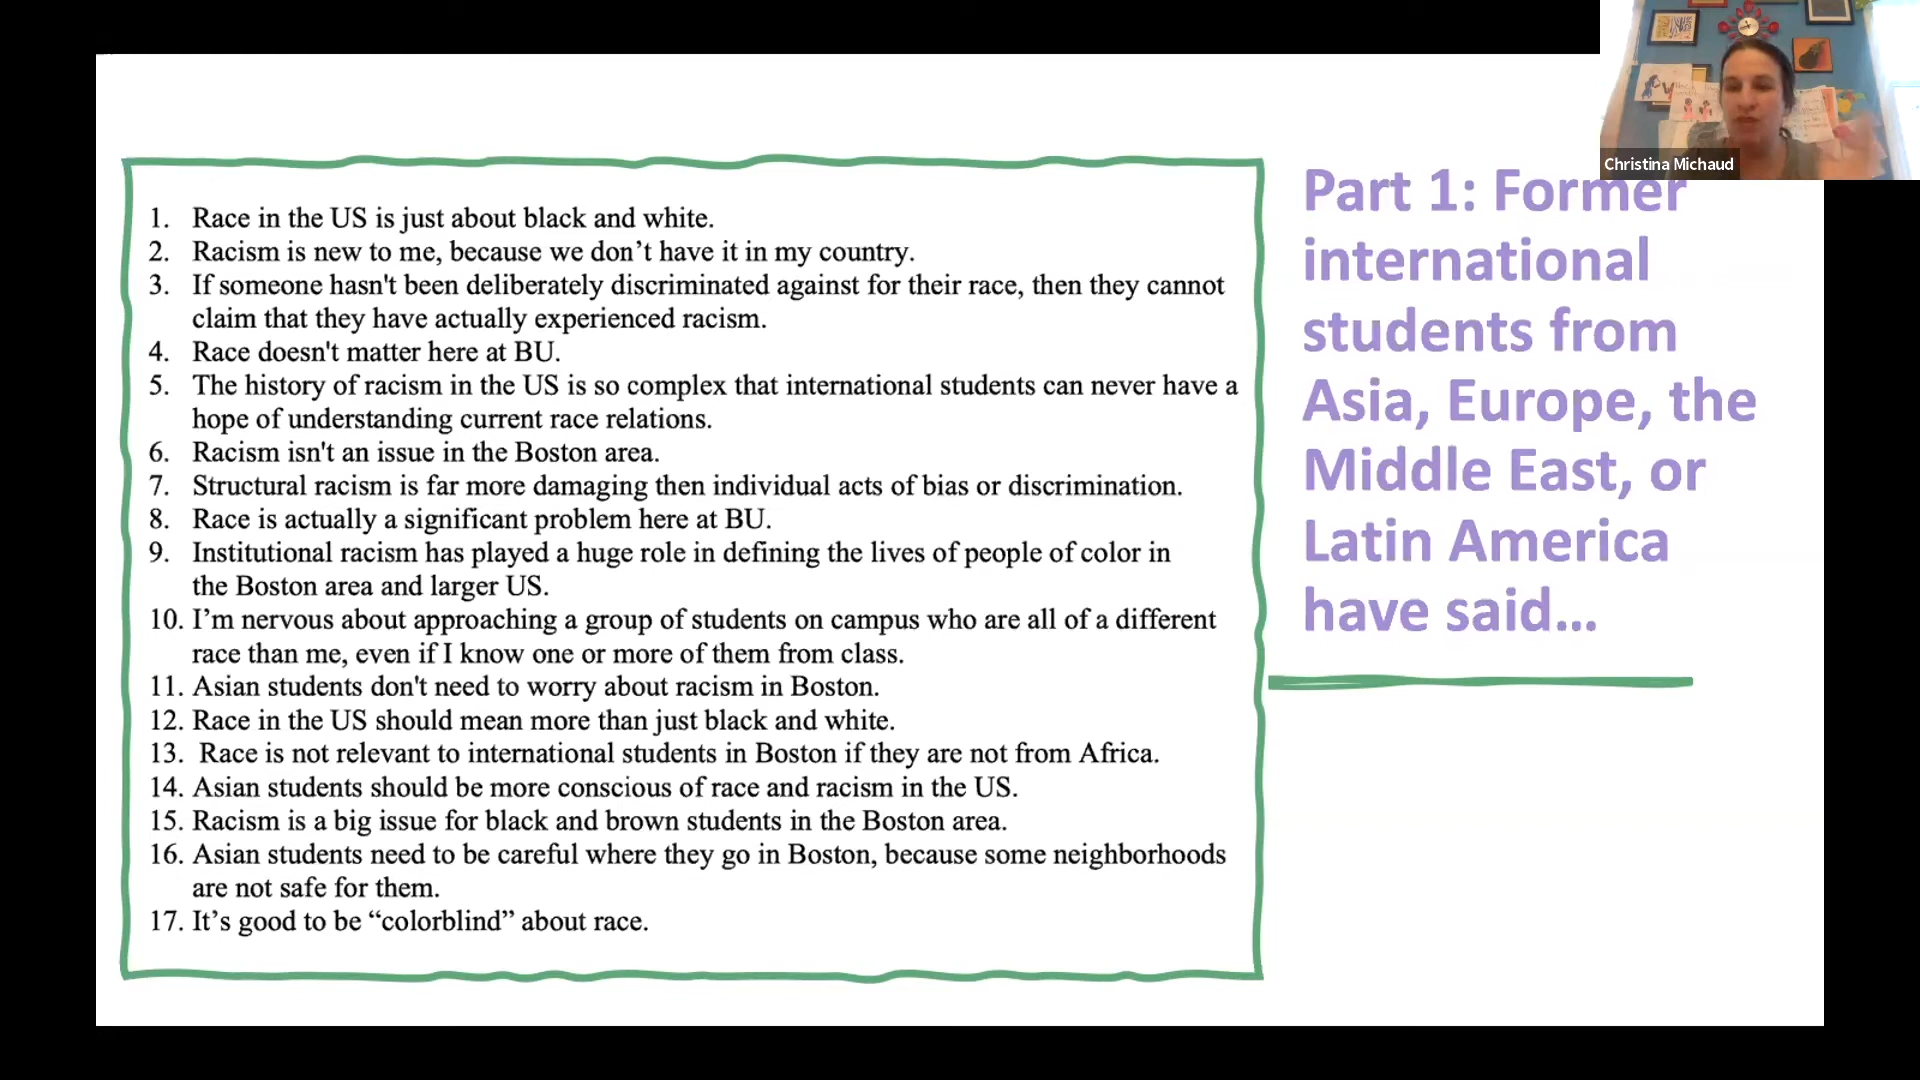 Christina Michaud
1. Race in the US is just about black and white.
2. Racism is new to me, because we don’t have it in my country.
3. If someone hasn't been deliberately discriminated against for their race, then they cannot
claim that they have actually experienced racism.
4. Race doesn't matter here at BU.
5. The history of racism in the US is so complex that international students can never have a
hope of understanding current race relations.
6. Racism isn't an issue in the Boston area.
7. Structural racism is far more damaging then individual acts of bias or discrimination.
8. Race is actually a significant problem here at BU.
9. Institutional racism has played a huge role in defining the lives of people of color in
the Boston area and larger US.
10. I’m nervous about approaching a group of students on campus who are all of a different
race than me, even if I know one or more of them from class.
11. Asian students don't need to worry about racism in Boston.
12. Race in the US should mean more than just black and white.
13. Race is not relevant to international students in Boston if they are not from Africa.
14. Asian students should be more conscious of race and racism in the US.
15. Racism is a big issue for black and brown students in the Boston area.
16. Asian students need to be careful where they go in Boston, because some neighborhoods
are not safe for them.
17. It’s good to be “colorblind” about race.
Part 1: Former
international
students from
Asia, Europe, the
Middle East, or
Latin America
have said...